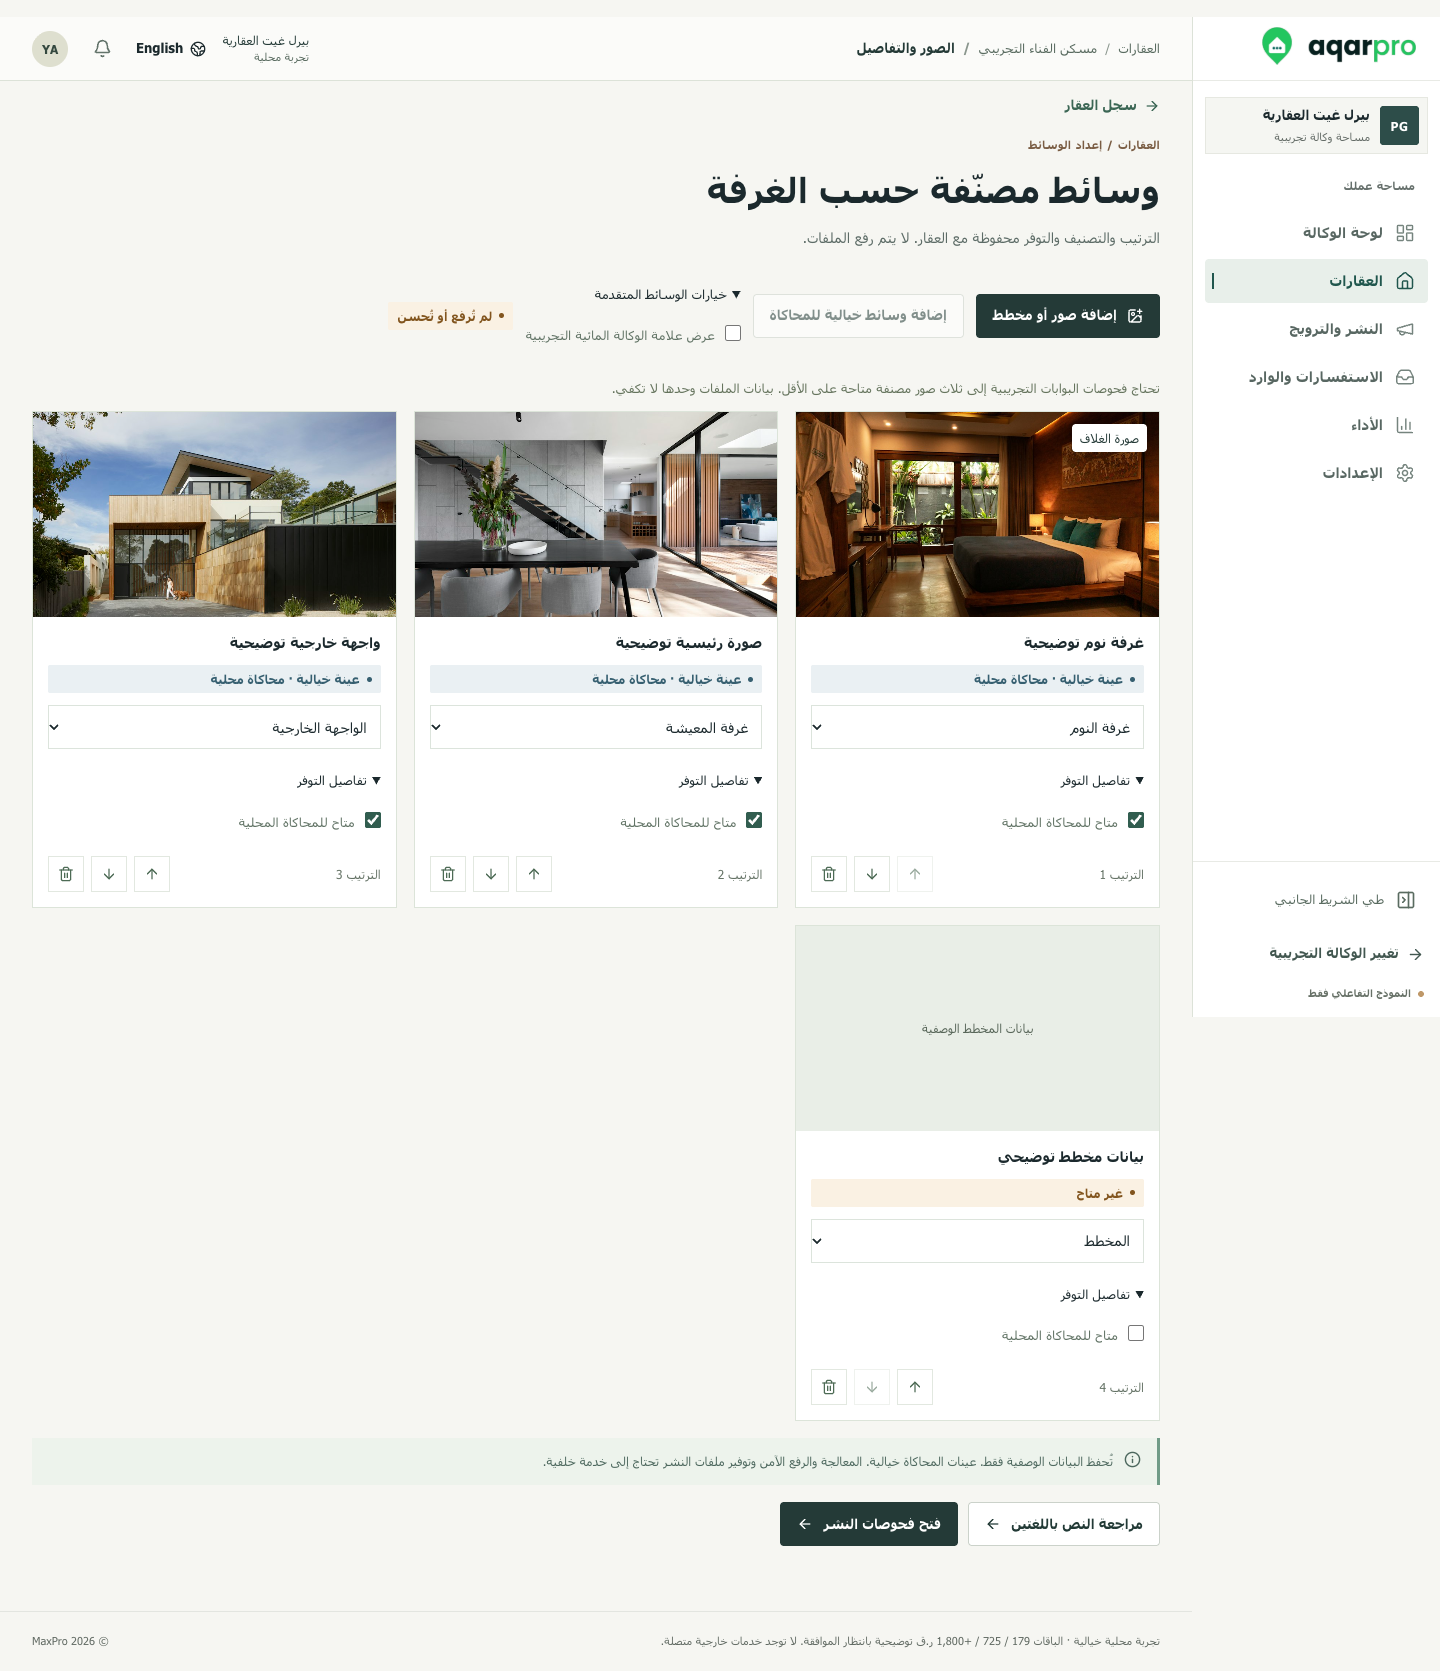 aqarpro
PG
بيرل غيت العقارية
مساحة وكالة تجريبية
مساحة عملك
لوحة الوكالة
العقارات
النشر والترويج
الاستفسارات والوارد
الأداء
الإعدادات
طي الشريط الجانبي
تغيير الوكالة التجريبية
النموذج التفاعلي فقط
العقارات / مسكن الفناء التجريبي / الصور والتفاصيل
بيرل غيت العقارية
تجربة محلية
English
YA
سجل العقار
العقارات / إعداد الوسائط
وسائط مصنّفة حسب الغرفة
الترتيب والتصنيف والتوفر محفوظة مع العقار. لا يتم رفع الملفات.
إضافة صور أو مخطط
إضافة وسائط خيالية للمحاكاة
خيارات الوسائط المتقدمة
عرض علامة الوكالة المائية التجريبية
لم تُرفع أو تُحسن
تحتاج فحوصات البوابات التجريبية إلى ثلاث صور مصنفة متاحة على الأقل. بيانات الملفات وحدها لا تكفي.
صورة الغلاف
غرفة نوم توضيحية
عينة خيالية · محاكاة محلية
غرفة النوم
تفاصيل التوفر
متاح للمحاكاة المحلية
الترتيب 1
صورة رئيسية توضيحية
عينة خيالية · محاكاة محلية
غرفة المعيشة
تفاصيل التوفر
متاح للمحاكاة المحلية
الترتيب 2
واجهة خارجية توضيحية
عينة خيالية · محاكاة محلية
الواجهة الخارجية
تفاصيل التوفر
متاح للمحاكاة المحلية
الترتيب 3
بيانات المخطط الوصفية
بيانات مخطط توضيحي
غير متاح
المخطط
تفاصيل التوفر
متاح للمحاكاة المحلية
الترتيب 4
تُحفظ البيانات الوصفية فقط. عينات المحاكاة خيالية. المعالجة والرفع الآمن وتوفير ملفات النشر تحتاج إلى خدمة خلفية.
مراجعة النص باللغتين
فتح فحوصات النشر
تجربة محلية خيالية · الباقات 179 / 725 / +1,800 ر.ق توضيحية بانتظار الموافقة. لا توجد خدمات خارجية متصلة.
© 2026 MaxPro